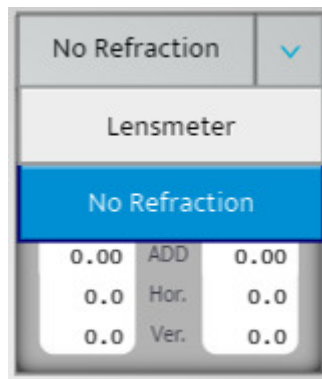 No Refraction
Lensmeter
No Refraction
0.00 ADD 0.00
0.0 Hor. 0.0
0.0 Ver. 0.0